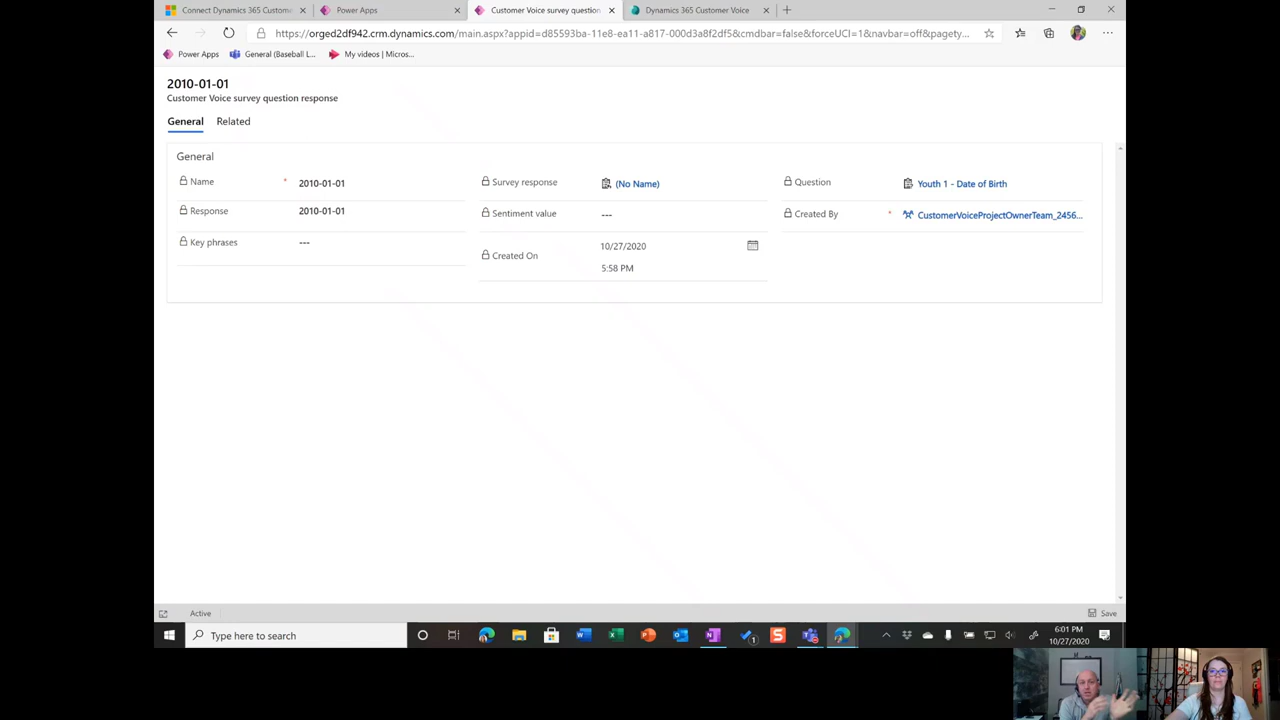 Connect Dynamics 365 Custome
Power Apps
Customer Voice survey question
Dynamics 365 Customer Voice
https://orged2df942.crm.dynamics.com/main.aspx?appid=d85593ba-11e8-ea11-a817-000d3a8f2df5&cmdbar=false&forceUCI=1&navbar=off&pagety...
Power Apps
General (Baseball L...
My videos | Micros...
2010-01-01
Customer Voice survey question response
General
Related
General
Name * 2010-01-01
Survey response (No Name)
Question Youth 1 - Date of Birth
Response 2010-01-01
Sentiment value ---
Created By * CustomerVoiceProjectOwnerTeam_2456...
Key phrases ---
Created On 10/27/2020
5:58 PM
Active
Save
Type here to search
6:01 PM
10/27/2020